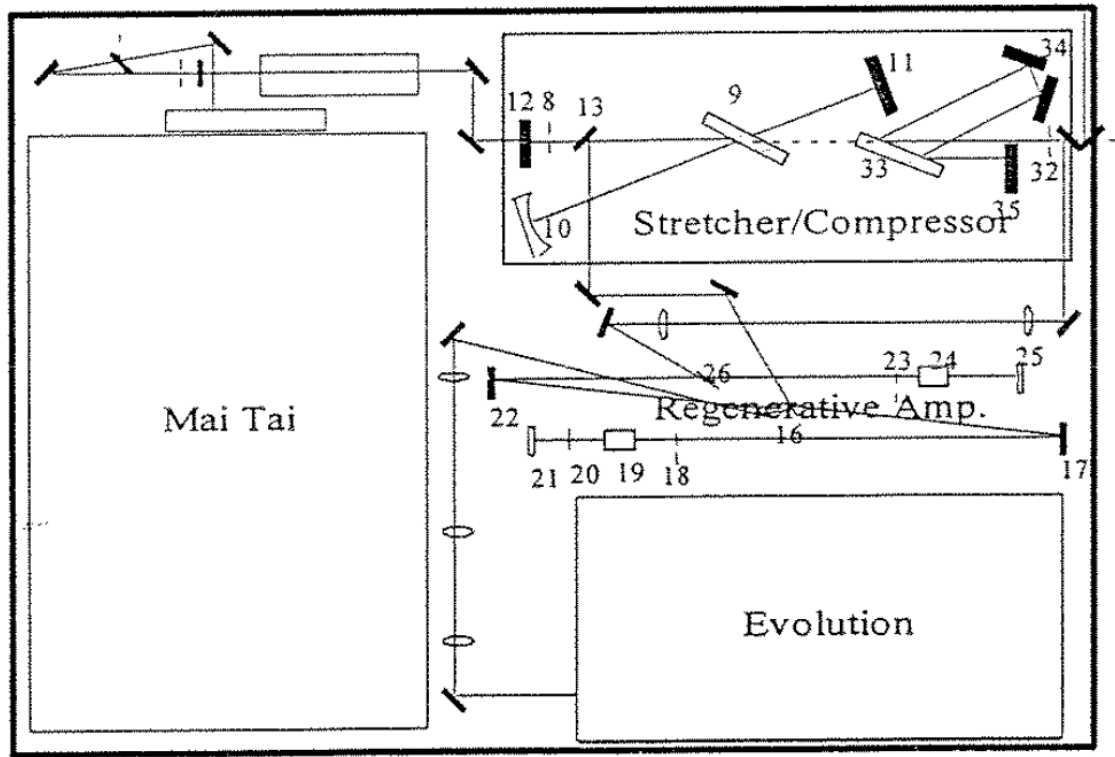 34
11
9
12 8 13
33
32
10
35
Stretcher/Compressor
26
23 24 25
Mai Tai
22
Regenerative Amp.
16
21 20 19 18
17
Evolution